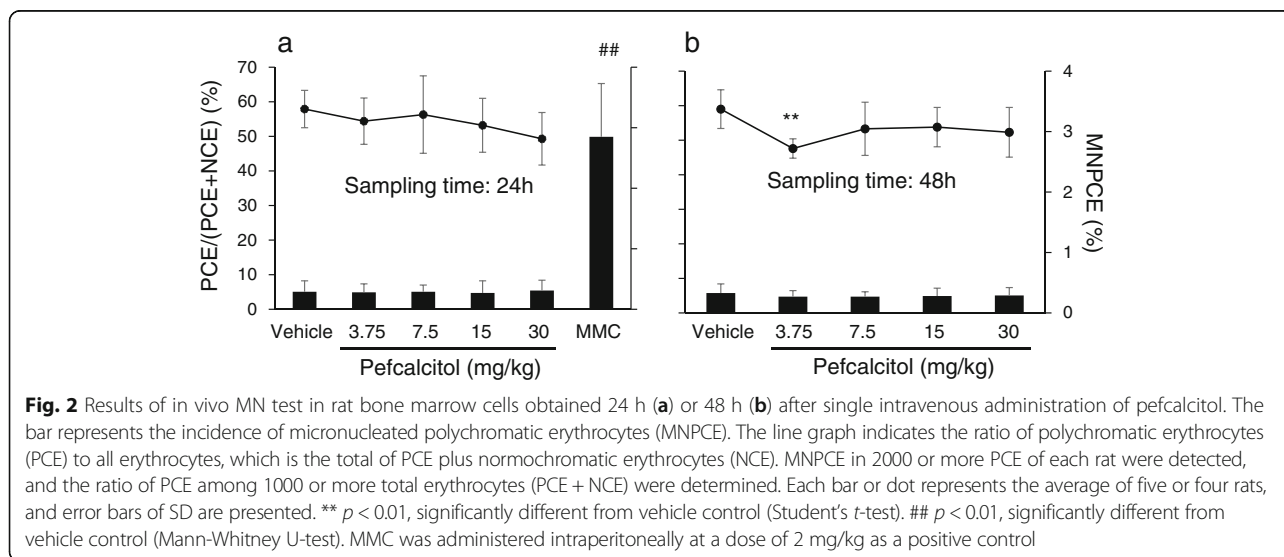 a
b
##
70
60
50
40
30
20
10
0
PCE/(PCE+NCE) (%)
Sampling time: 24h
Vehicle 3.75 7.5 15 30 MMC
Pefcalcitol (mg/kg)
**
Sampling time: 48h
4
3
2
1
0
MNPCE (%)
Vehicle 3.75 7.5 15 30
Pefcalcitol (mg/kg)
Fig. 2 Results of in vivo MN test in rat bone marrow cells obtained 24 h (a) or 48 h (b) after single intravenous administration of pefcalcitol. The
bar represents the incidence of micronucleated polychromatic erythrocytes (MNPCE). The line graph indicates the ratio of polychromatic erythrocytes
(PCE) to all erythrocytes, which is the total of PCE plus normochromatic erythrocytes (NCE). MNPCE in 2000 or more PCE of each rat were detected,
and the ratio of PCE among 1000 or more total erythrocytes (PCE + NCE) were determined. Each bar or dot represents the average of five or four rats,
and error bars of SD are presented. ** p < 0.01, significantly different from vehicle control (Student's t-test). ## p < 0.01, significantly different from
vehicle control (Mann-Whitney U-test). MMC was administered intraperitoneally at a dose of 2 mg/kg as a positive control